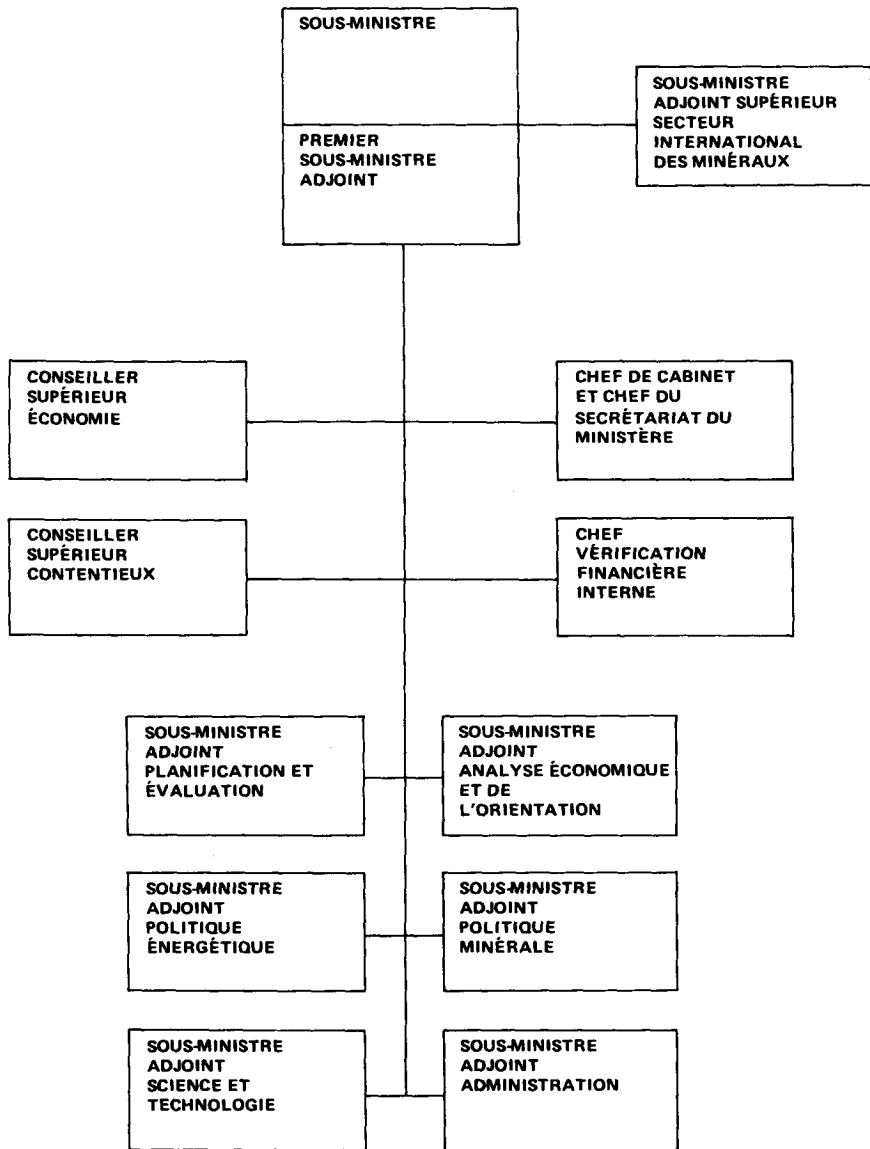 SOUS-MINISTRE
PREMIER
SOUS-MINISTRE
ADJOINT
SOUS-MINISTRE
ADJOINT SUPÉRIEUR
SECTEUR
INTERNATIONAL
DES MINÉRAUX
CONSEILLER
SUPÉRIEUR
ÉCONOMIE
CHEF DE CABINET
ET CHEF DU
SECRÉTARIAT DU
MINISTÈRE
CONSEILLER
SUPÉRIEUR
CONTENTIEUX
CHEF
VÉRIFICATION
FINANCIÈRE
INTERNE
SOUS-MINISTRE
ADJOINT
PLANIFICATION ET
ÉVALUATION
SOUS-MINISTRE
ADJOINT
ANALYSE ÉCONOMIQUE
ET DE
L'ORIENTATION
SOUS-MINISTRE
ADJOINT
POLITIQUE
ÉNERGÉTIQUE
SOUS-MINISTRE
ADJOINT
POLITIQUE
MINÉRALE
SOUS-MINISTRE
ADJOINT
SCIENCE ET
TECHNOLOGIE
SOUS-MINISTRE
ADJOINT
ADMINISTRATION